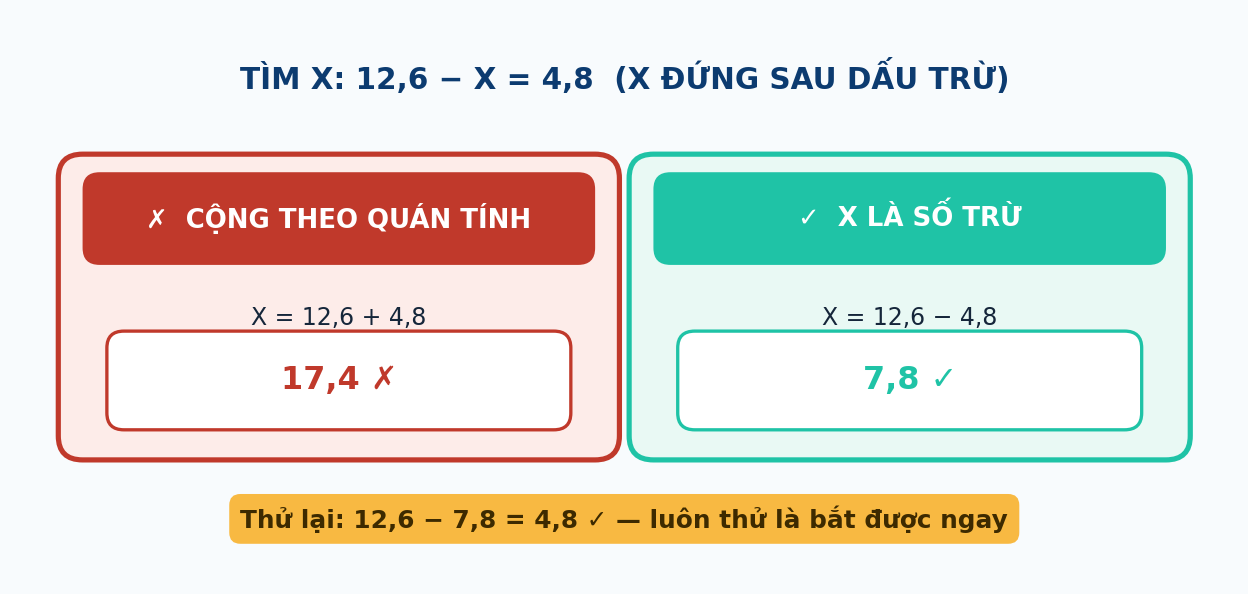 TÌM X: 12,6 − X = 4,8 (X ĐỨNG SAU DẤU TRỪ)
✗ CỘNG THEO QUÁN TÍNH
X = 12,6 + 4,8
17,4 ✗
✓ X LÀ SỐ TRỪ
X = 12,6 − 4,8
7,8 ✓
Thử lại: 12,6 − 7,8 = 4,8 ✓ — luôn thử là bắt được ngay